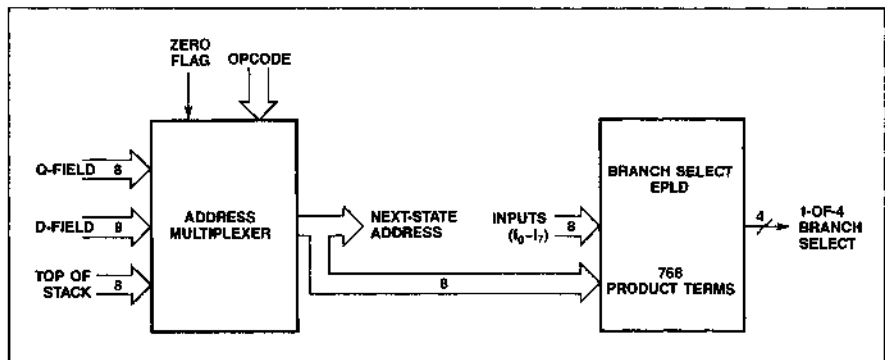 ZERO
FLAG
OPCODE
Q-FIELD 8
D-FIELD 8
TOP OF
STACK 8
ADDRESS
MULTIPLEXER
NEXT-STATE
ADDRESS
8
INPUTS
(I0–I7)
8
BRANCH SELECT
EPLD
768
PRODUCT TERMS
4
1-OF-4
BRANCH
SELECT